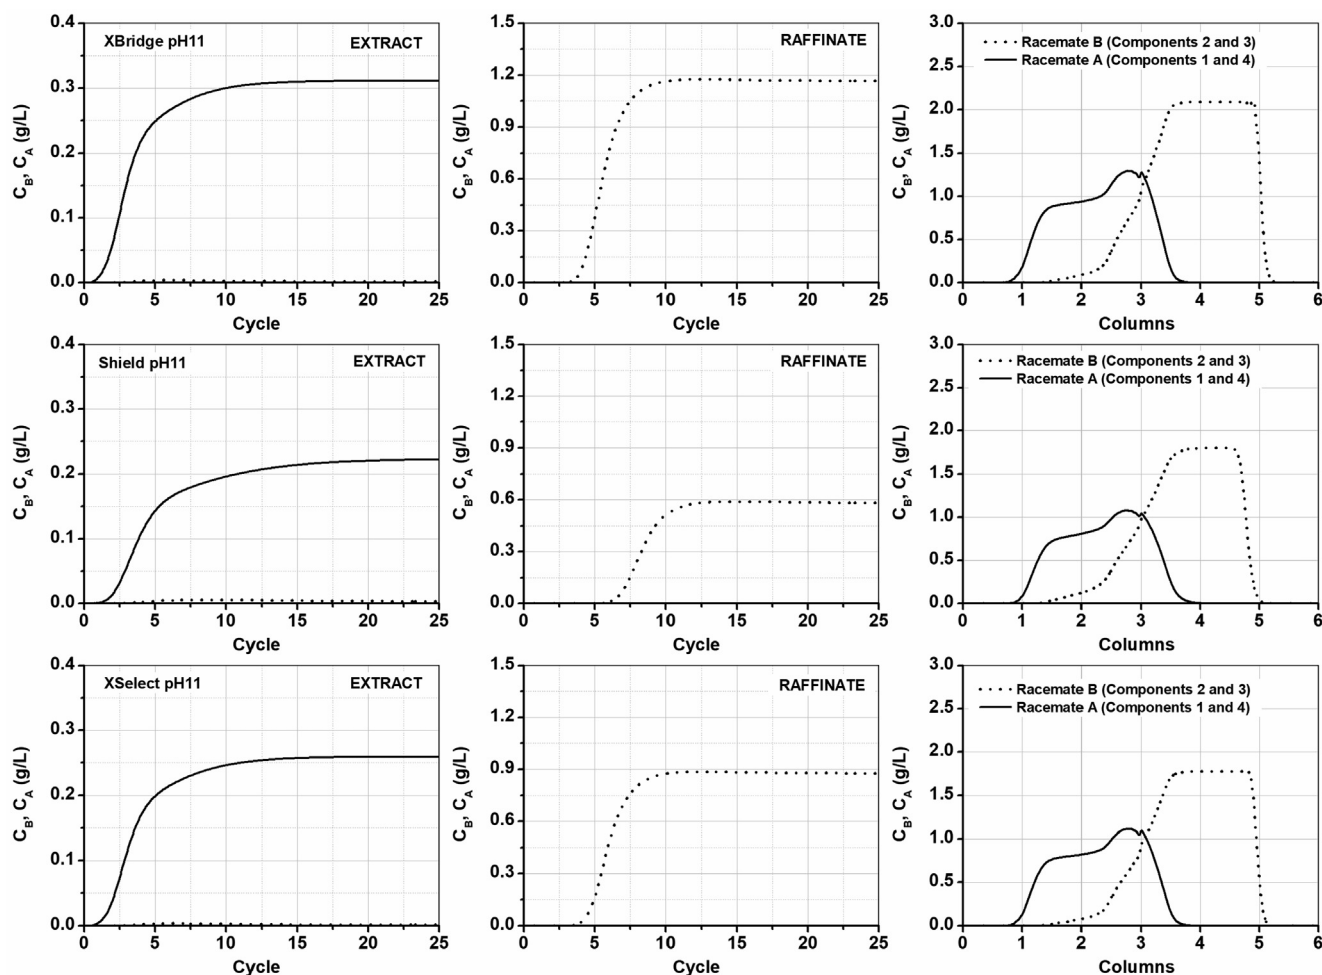 XBridge pH11
EXTRACT
C_B, C_A (g/L)
0.4
0.3
0.2
0.1
0.0
0 5 10 15 20 25
Cycle
RAFFINATE
C_B, C_A (g/L)
1.5
1.2
0.9
0.6
0.3
0.0
0 5 10 15 20 25
Cycle
Racemate B (Components 2 and 3)
Racemate A (Components 1 and 4)
C_B, C_A (g/L)
3.0
2.5
2.0
1.5
1.0
0.5
0.0
0 1 2 3 4 5 6
Columns
Shield pH11
EXTRACT
C_B, C_A (g/L)
0.4
0.3
0.2
0.1
0.0
0 5 10 15 20 25
Cycle
RAFFINATE
C_B, C_A (g/L)
1.5
1.2
0.9
0.6
0.3
0.0
0 5 10 15 20 25
Cycle
Racemate B (Components 2 and 3)
Racemate A (Components 1 and 4)
C_B, C_A (g/L)
3.0
2.5
2.0
1.5
1.0
0.5
0.0
0 1 2 3 4 5 6
Columns
XSelect pH11
EXTRACT
C_B, C_A (g/L)
0.4
0.3
0.2
0.1
0.0
0 5 10 15 20 25
Cycle
RAFFINATE
C_B, C_A (g/L)
1.5
1.2
0.9
0.6
0.3
0.0
0 5 10 15 20 25
Cycle
Racemate B (Components 2 and 3)
Racemate A (Components 1 and 4)
C_B, C_A (g/L)
3.0
2.5
2.0
1.5
1.0
0.5
0.0
0 1 2 3 4 5 6
Columns